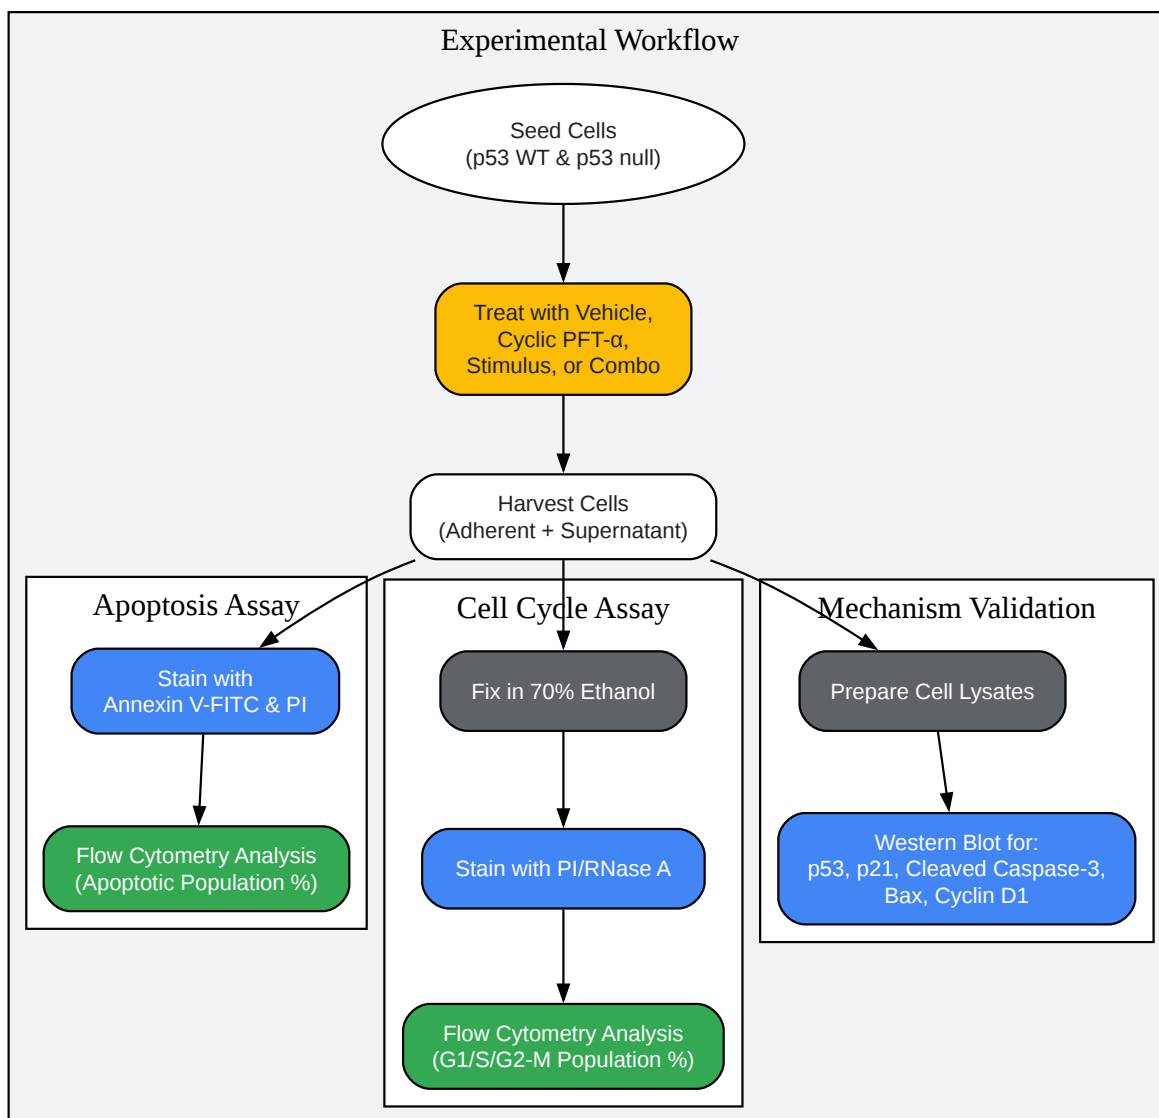 Experimental Workflow
Seed Cells
(p53 WT & p53 null)
Treat with Vehicle,
Cyclic PFT-α,
Stimulus, or Combo
Harvest Cells
(Adherent + Supernatant)
Apoptosis Assay
Stain with
Annexin V-FITC & PI
Flow Cytometry Analysis
(Apoptotic Population %)
Cell Cycle Assay
Fix in 70% Ethanol
Stain with PI/RNase A
Flow Cytometry Analysis
(G1/S/G2-M Population %)
Mechanism Validation
Prepare Cell Lysates
Western Blot for:
p53, p21, Cleaved Caspase-3,
Bax, Cyclin D1